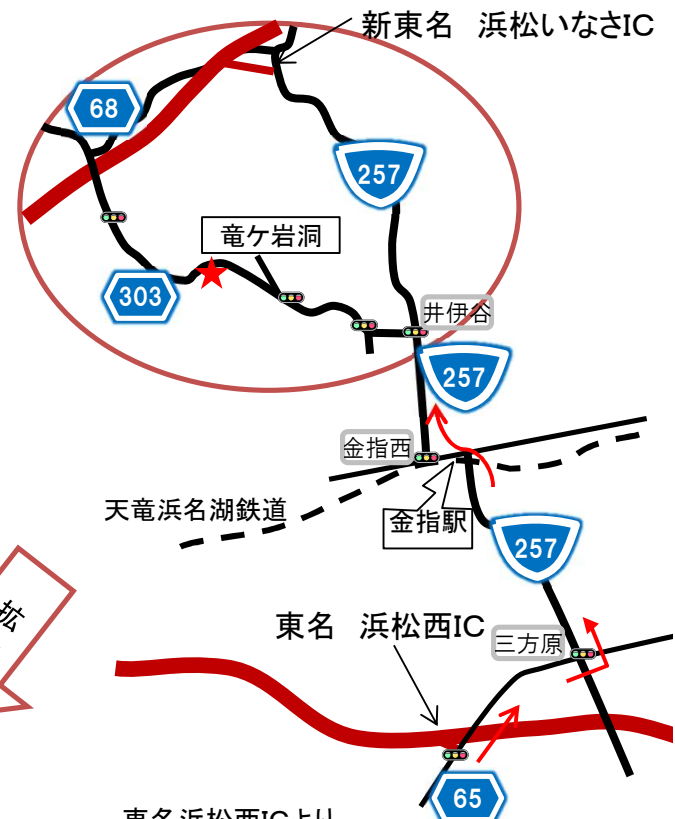 新東名　浜松いなさIC
68
257
竜ケ岩洞
303
井伊谷
257
金指西
天竜浜名湖鉄道
金指駅
257
拡
東名　浜松西IC
三方原
65
東名浜松西ICより